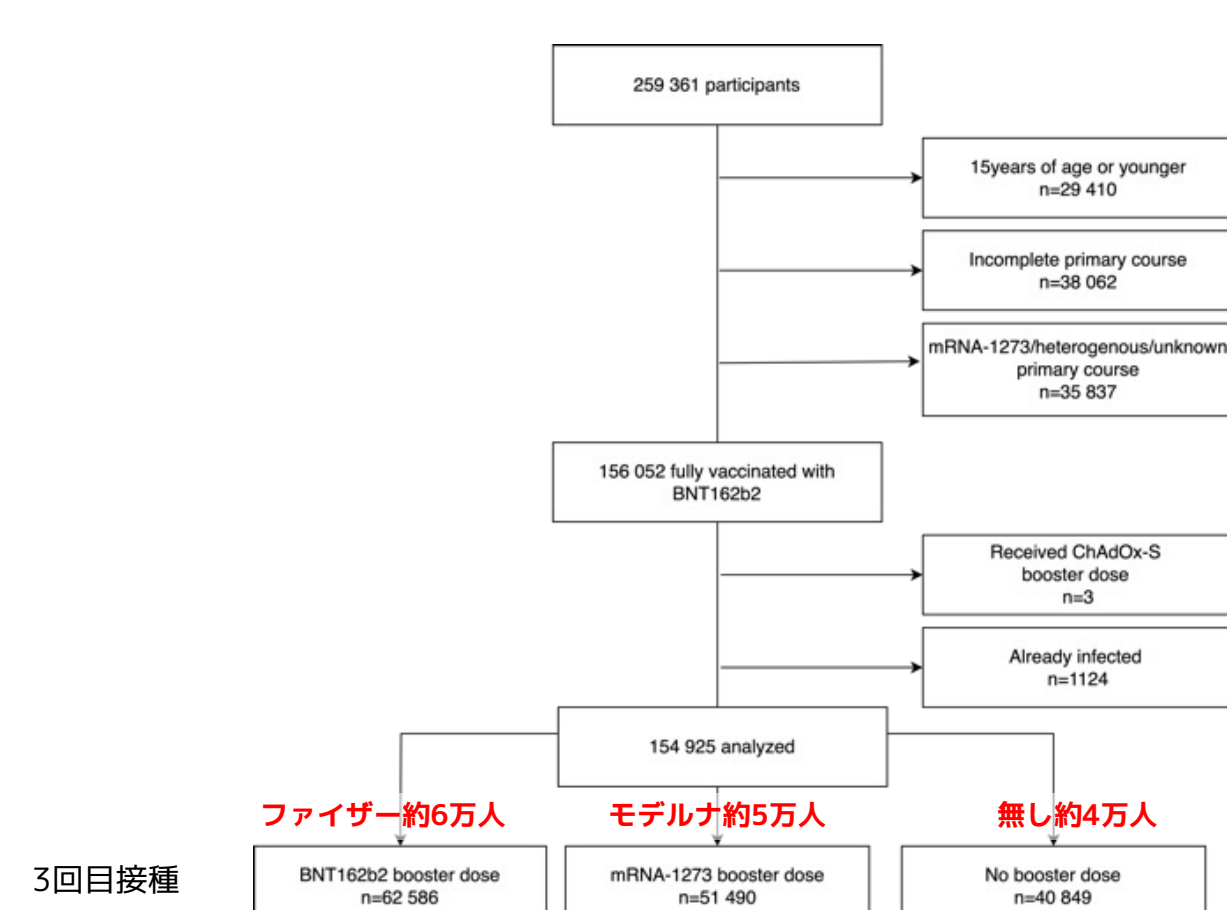 259 361 participants
15years of age or younger
n=29 410
Incomplete primary course
n=38 062
mRNA-1273/heterogenous/unknown
primary course
n=35 837
156 052 fully vaccinated with
BNT162b2
Received ChAdOx-S
booster dose
n=3
Already infected
n=1124
154 925 analyzed
ファイザー約6万人
モデルナ約5万人
無し約4万人
3回目接種
BNT162b2 booster dose
n=62 586
mRNA-1273 booster dose
n=51 490
No booster dose
n=40 849